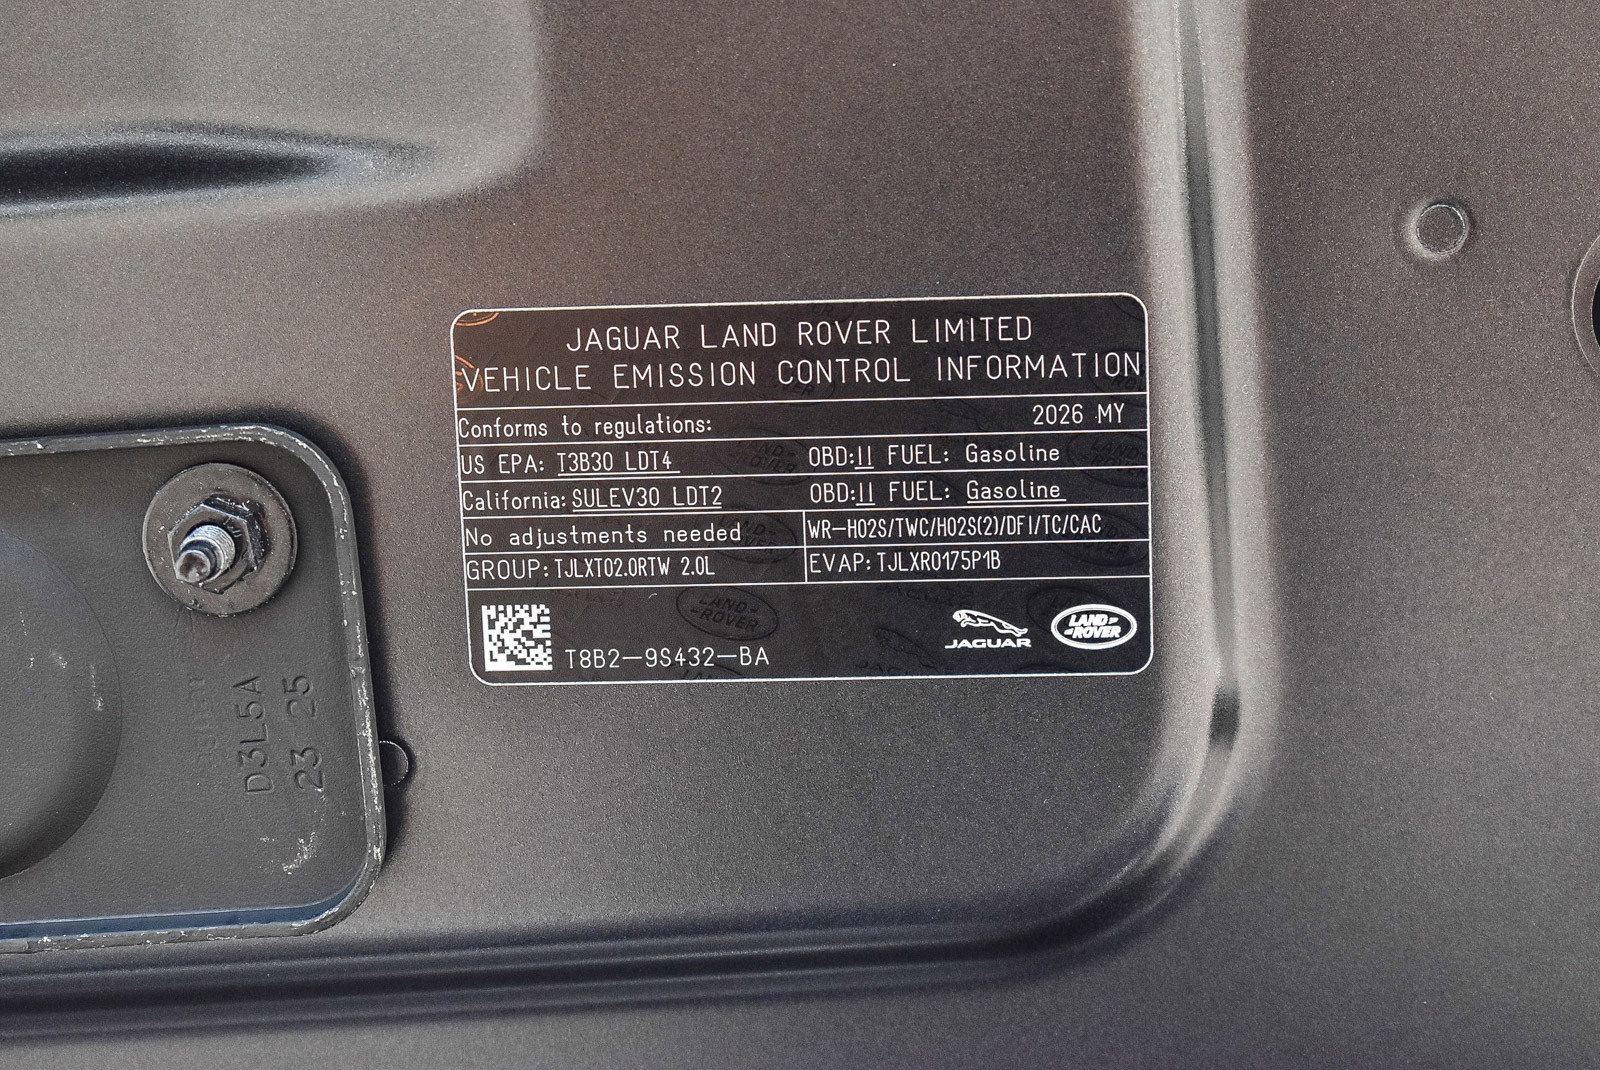 JAGUAR LAND ROVER LIMITED
VEHICLE EMISSION CONTROL INFORMATION
Conforms to regulations: 2026 MY
US EPA: T3B30 LDT4 OBD:II FUEL: Gasoline
California: SULEV30 LDT2 OBD:II FUEL: Gasoline
No adjustments needed WR-HO2S/TWC/HO2S(2)/DFI/TC/CAC
GROUP: TJLXT02.0RTW 2.0L EVAP: TJLXR0175P1B
LAND-
-ROVER
T8B2-9S432-BA
JAGUAR
LAND-
-ROVER
D3L5A
23 25